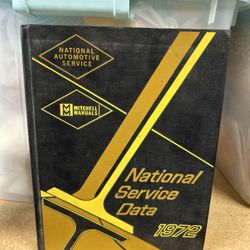 NATIONAL
AUTOMOTIVE
SERVICE
M
MITCHELL
MANUALS
National
Service
Data
1972